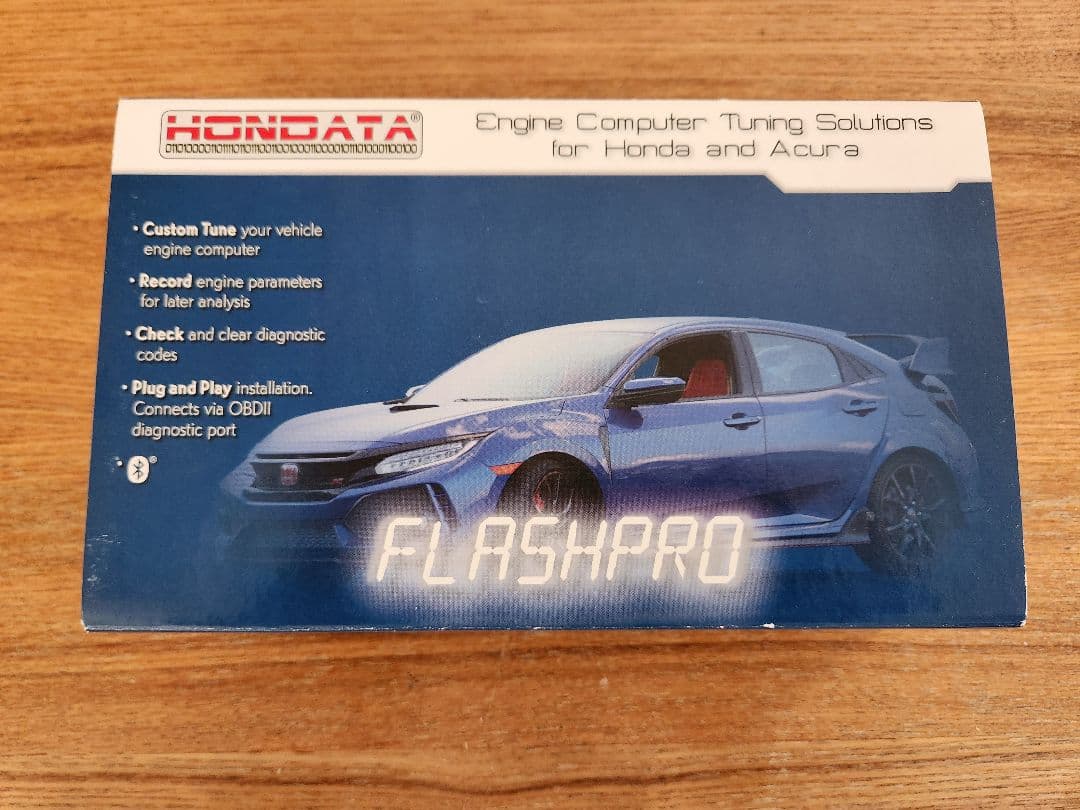 HONDATA®
Engine Computer Tuning Solutions
for Honda and Acura
• Custom Tune your vehicle
engine computer
• Record engine parameters
for later analysis
• Check and clear diagnostic
codes
• Plug and Play installation.
Connects via OBDII
diagnostic port
•
®
FLASHPRO